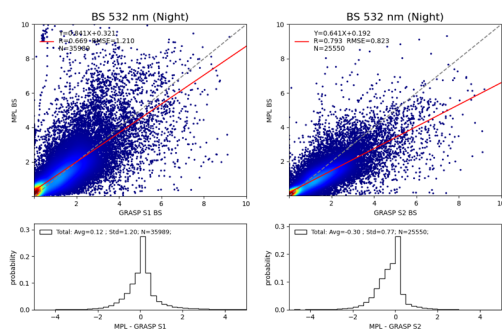 BS 532 nm (Night)
Y=0.841X+0.321
R=0.669 RMSE=1.210
N=35989
MPL BS
10
8
6
4
2
2
4
6
8
10
GRASP S1 BS
BS 532 nm (Night)
Y=0.641X+0.192
R=0.793 RMSE=0.823
N=25550
MPL BS
10
8
6
4
2
2
4
6
8
10
GRASP S2 BS
Total: Avg=0.12 ; Std=1.20; N=35989;
probability
0.3
0.2
0.1
0.0
−4
−2
0
2
4
MPL - GRASP S1
Total: Avg=-0.30 ; Std=0.77; N=25550;
probability
0.3
0.2
0.1
0.0
−4
−2
0
2
4
MPL - GRASP S2